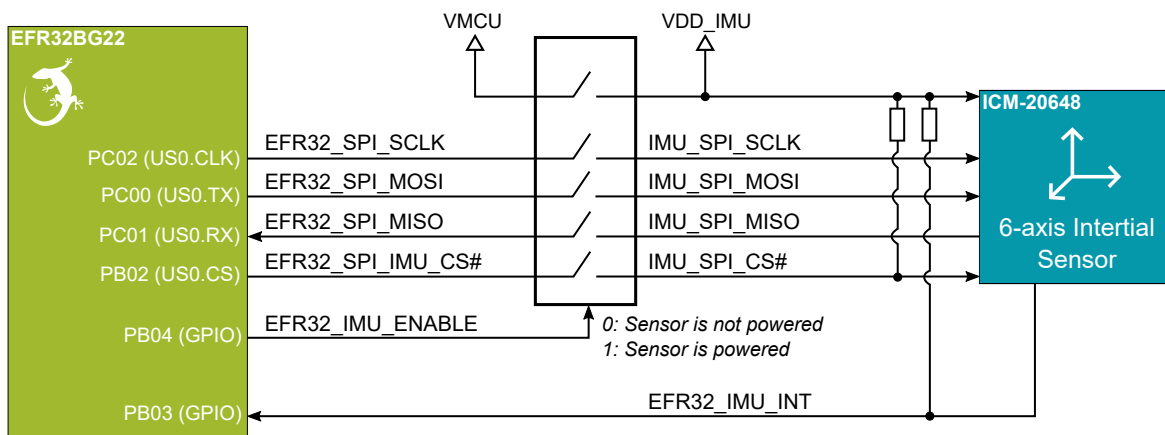 VMCU
VDD_IMU
EFR32BG22
ICM-20648
PC02 (US0.CLK)
EFR32_SPI_SCLK
IMU_SPI_SCLK
PC00 (US0.TX)
EFR32_SPI_MOSI
IMU_SPI_MOSI
PC01 (US0.RX)
EFR32_SPI_MISO
IMU_SPI_MISO
6-axis Intertial
Sensor
PB02 (US0.CS)
EFR32_SPI_IMU_CS#
IMU_SPI_CS#
PB04 (GPIO)
EFR32_IMU_ENABLE
0: Sensor is not powered
1: Sensor is powered
PB03 (GPIO)
EFR32_IMU_INT